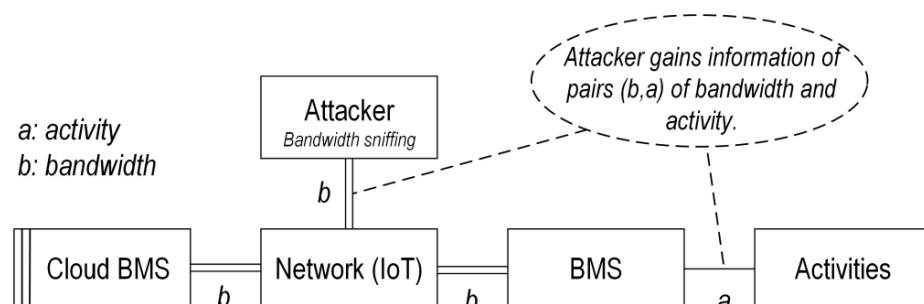 Attacker gains information of
pairs (b,a) of bandwidth and
activity.
Attacker
Bandwidth sniffing
a: activity
b: bandwidth
b
Cloud BMS
b
Network (IoT)
b
BMS
a
Activities